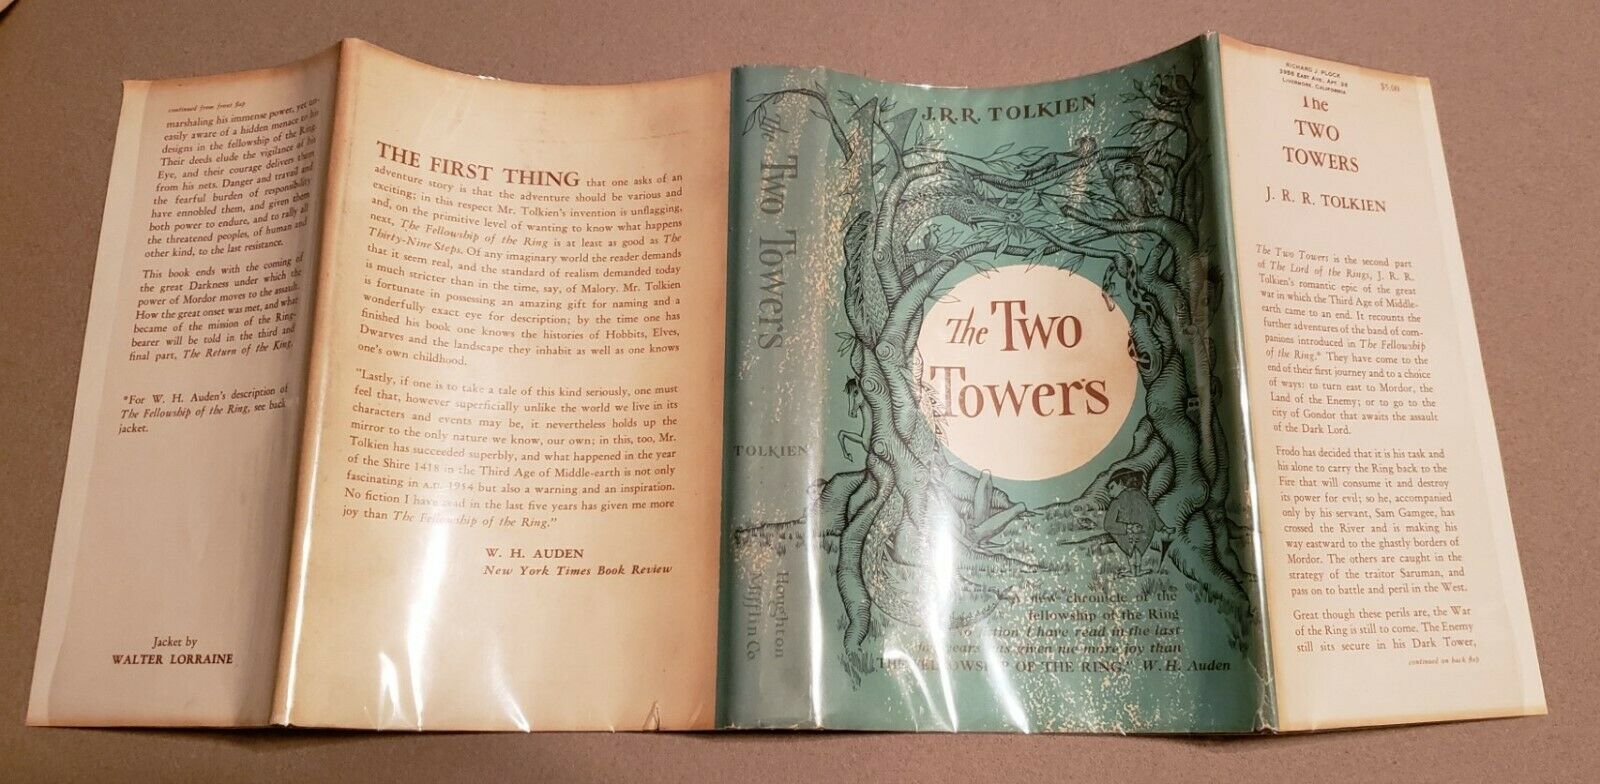 continued from front flap
marshaling his immense power, yet un-
easily aware of a hidden menace to his
designs in the fellowship of the Ring.
Their deeds elude the vigilance of his
Eye, and their courage delivers them
from his nets. Danger and travail and
the fearful burden of responsibility
have ennobled them, and given them
both power to endure, and to rally all
the threatened peoples, of human and
other kind, to the last resistance.
This book ends with the coming of
the great Darkness under which the
power of Mordor moves to the assault.
How the great onset was met, and what
became of the mission of the Ring-
bearer will be told in the third and
final part, The Return of the King.
*For W. H. Auden's description of
The Fellowship of the Ring, see back
jacket.
Jacket by
WALTER LORRAINE
THE FIRST THING that one asks of an
adventure story is that the adventure should be various and
exciting; in this respect Mr. Tolkien's invention is unflagging,
and, on the primitive level of wanting to know what happens
next, The Fellowship of the Ring is at least as good as The
Thirty-Nine Steps. Of any imaginary world the reader demands
that it seem real, and the standard of realism demanded today
is much stricter than in the time, say, of Malory. Mr. Tolkien
is fortunate in possessing an amazing gift for naming and a
wonderfully exact eye for description; by the time one has
finished his book one knows the histories of Hobbits, Elves,
Dwarves and the landscape they inhabit as well as one knows
one's own childhood.
"Lastly, if one is to take a tale of this kind seriously, one must
feel that, however superficially unlike the world we live in its
characters and events may be, it nevertheless holds up the
mirror to the only nature we know, our own; in this, too, Mr.
Tolkien has succeeded superbly, and what happened in the year
of the Shire 1418 in the Third Age of Middle-earth is not only
fascinating in A.D. 1954 but also a warning and an inspiration.
No fiction I have read in the last five years has given me more
joy than The Fellowship of the Ring."
W. H. AUDEN
New York Times Book Review
The Two Towers
TOLKIEN
Houghton
Mifflin Co
J.R.R. TOLKIEN
The Two
Towers
A new chronicle of the
fellowship of the Ring
fiction I have read in the last
years has given me more joy than
THE FELLOWSHIP OF THE RING." W. H. Auden
RICHARD J. PLOCK
3958 EAST AVE., APT. 28
LIVERMORE, CALIFORNIA
$5.00
The
TWO
TOWERS
J. R. R. TOLKIEN
The Two Towers is the second part
of The Lord of the Rings, J. R. R.
Tolkien's romantic epic of the great
war in which the Third Age of Middle-
earth came to an end. It recounts the
further adventures of the band of com-
panions introduced in The Fellowship
of the Ring.* They have come to the
end of their first journey and to a choice
of ways: to turn east to Mordor, the
Land of the Enemy; or to go to the
city of Gondor that awaits the assault
of the Dark Lord.
Frodo has decided that it is his task and
his alone to carry the Ring back to the
Fire that will consume it and destroy
its power for evil; so he, accompanied
only by his servant, Sam Gamgee, has
crossed the River and is making his
way eastward to the ghastly borders of
Mordor. The others are caught in the
strategy of the traitor Saruman, and
pass on to battle and peril in the West.
Great though these perils are, the War
of the Ring is still to come. The Enemy
still sits secure in his Dark Tower,
continued on back flap